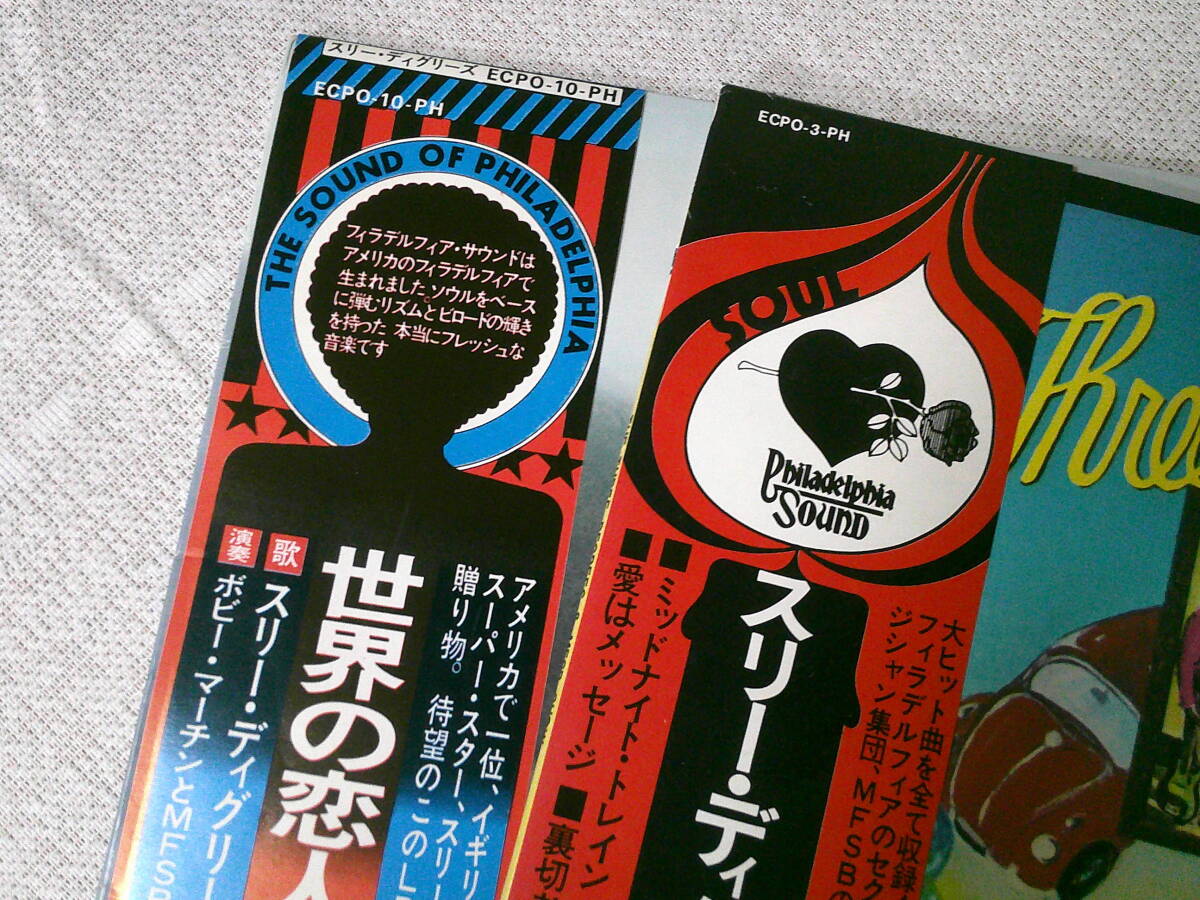 スリー・ディグリーズ ECPO-10-PH
ECPO-10-PH
THE SOUND OF PHILADELPHIA
フィラデルフィア・サウンドは
アメリカのフィラデルフィアで
生まれました。ソウルをベース
に弾むリズムとビロードの輝き
を持った 本当にフレッシュな
音楽です
アメリカで一位、イギリ
スーパー・スター、スリー
贈り物。 待望のこのLP
世界の恋人
歌 スリー・ディグリー
演奏 ボビー・マーチンとMFSB
ECPO-3-PH
SOUL
Philadelphia
SOUND
大ヒット曲を全て収録
フィラデルフィアのセク
ジシャン集団、MFSBの
スリー・ディ
■ミッドナイト・トレイン
■愛はメッセージ ■裏切
Three